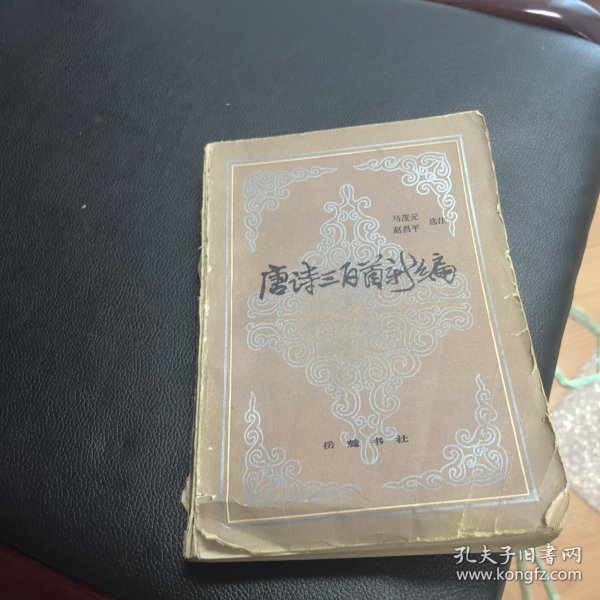 马茂元
赵昌平 选注
唐诗三百首新编
岳麓书社
孔夫子旧书网
www.kongfz.com